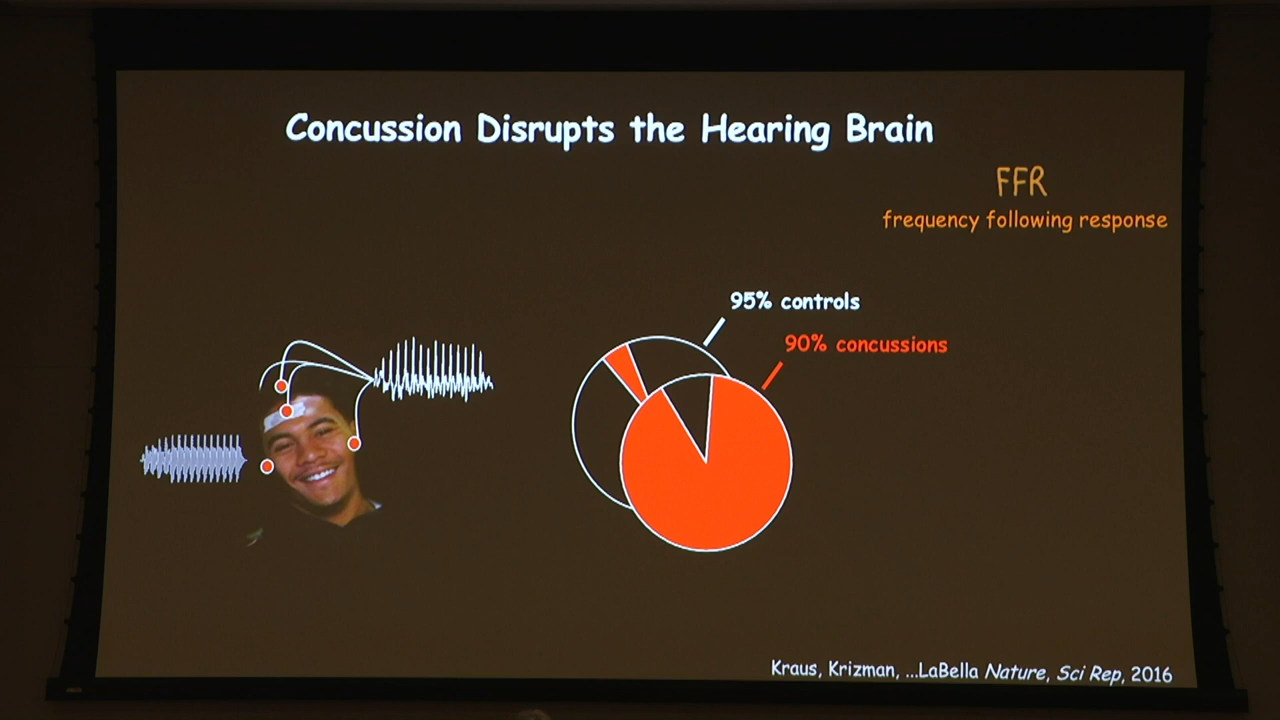 Concussion Disrupts the Hearing Brain
FFR
frequency following response
95% controls
90% concussions
Kraus, Krizman, ...LaBella Nature, Sci Rep, 2016